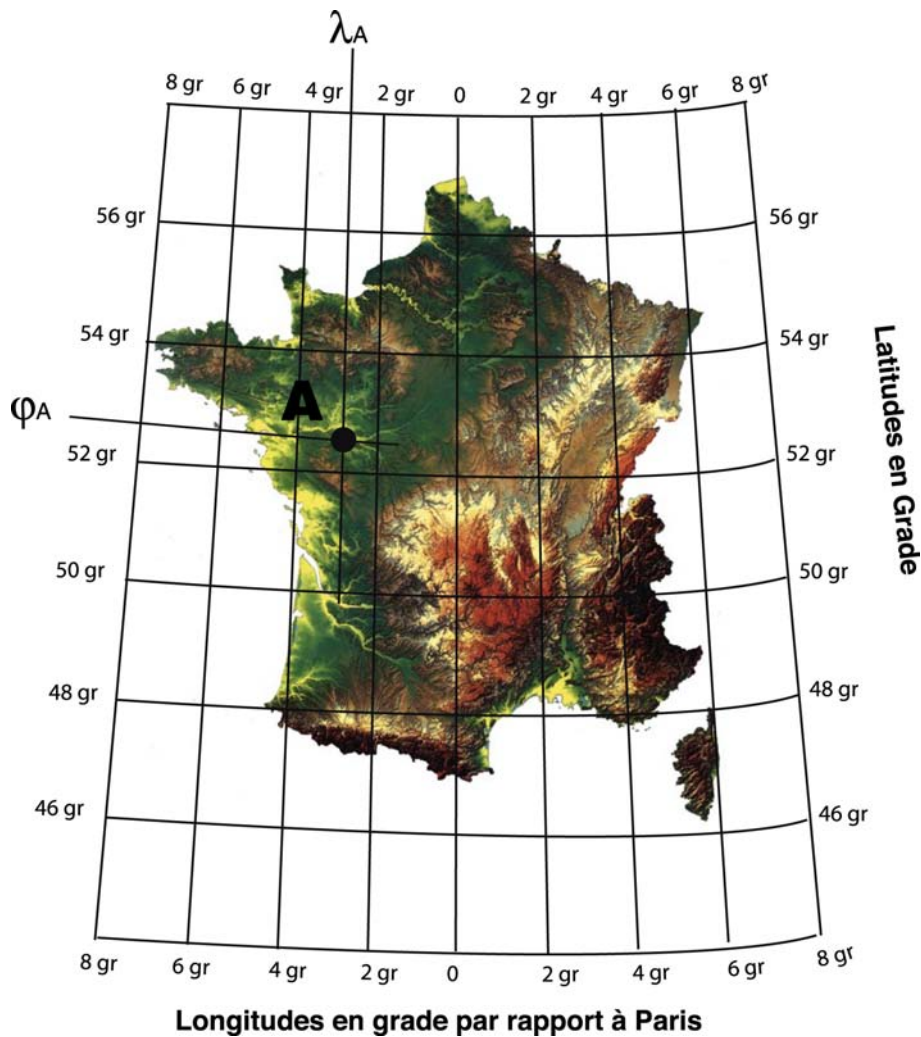 λA
8 gr 6 gr 4 gr 2 gr 0 2 gr 4 gr 6 gr 8 gr
56 gr 56 gr
54 gr 54 gr
A
φA
52 gr 52 gr
50 gr 50 gr
48 gr 48 gr
46 gr 46 gr
Latitudes en Grade
8 gr 6 gr 4 gr 2 gr 0 2 gr 4 gr 6 gr 8 gr
Longitudes en grade par rapport à Paris